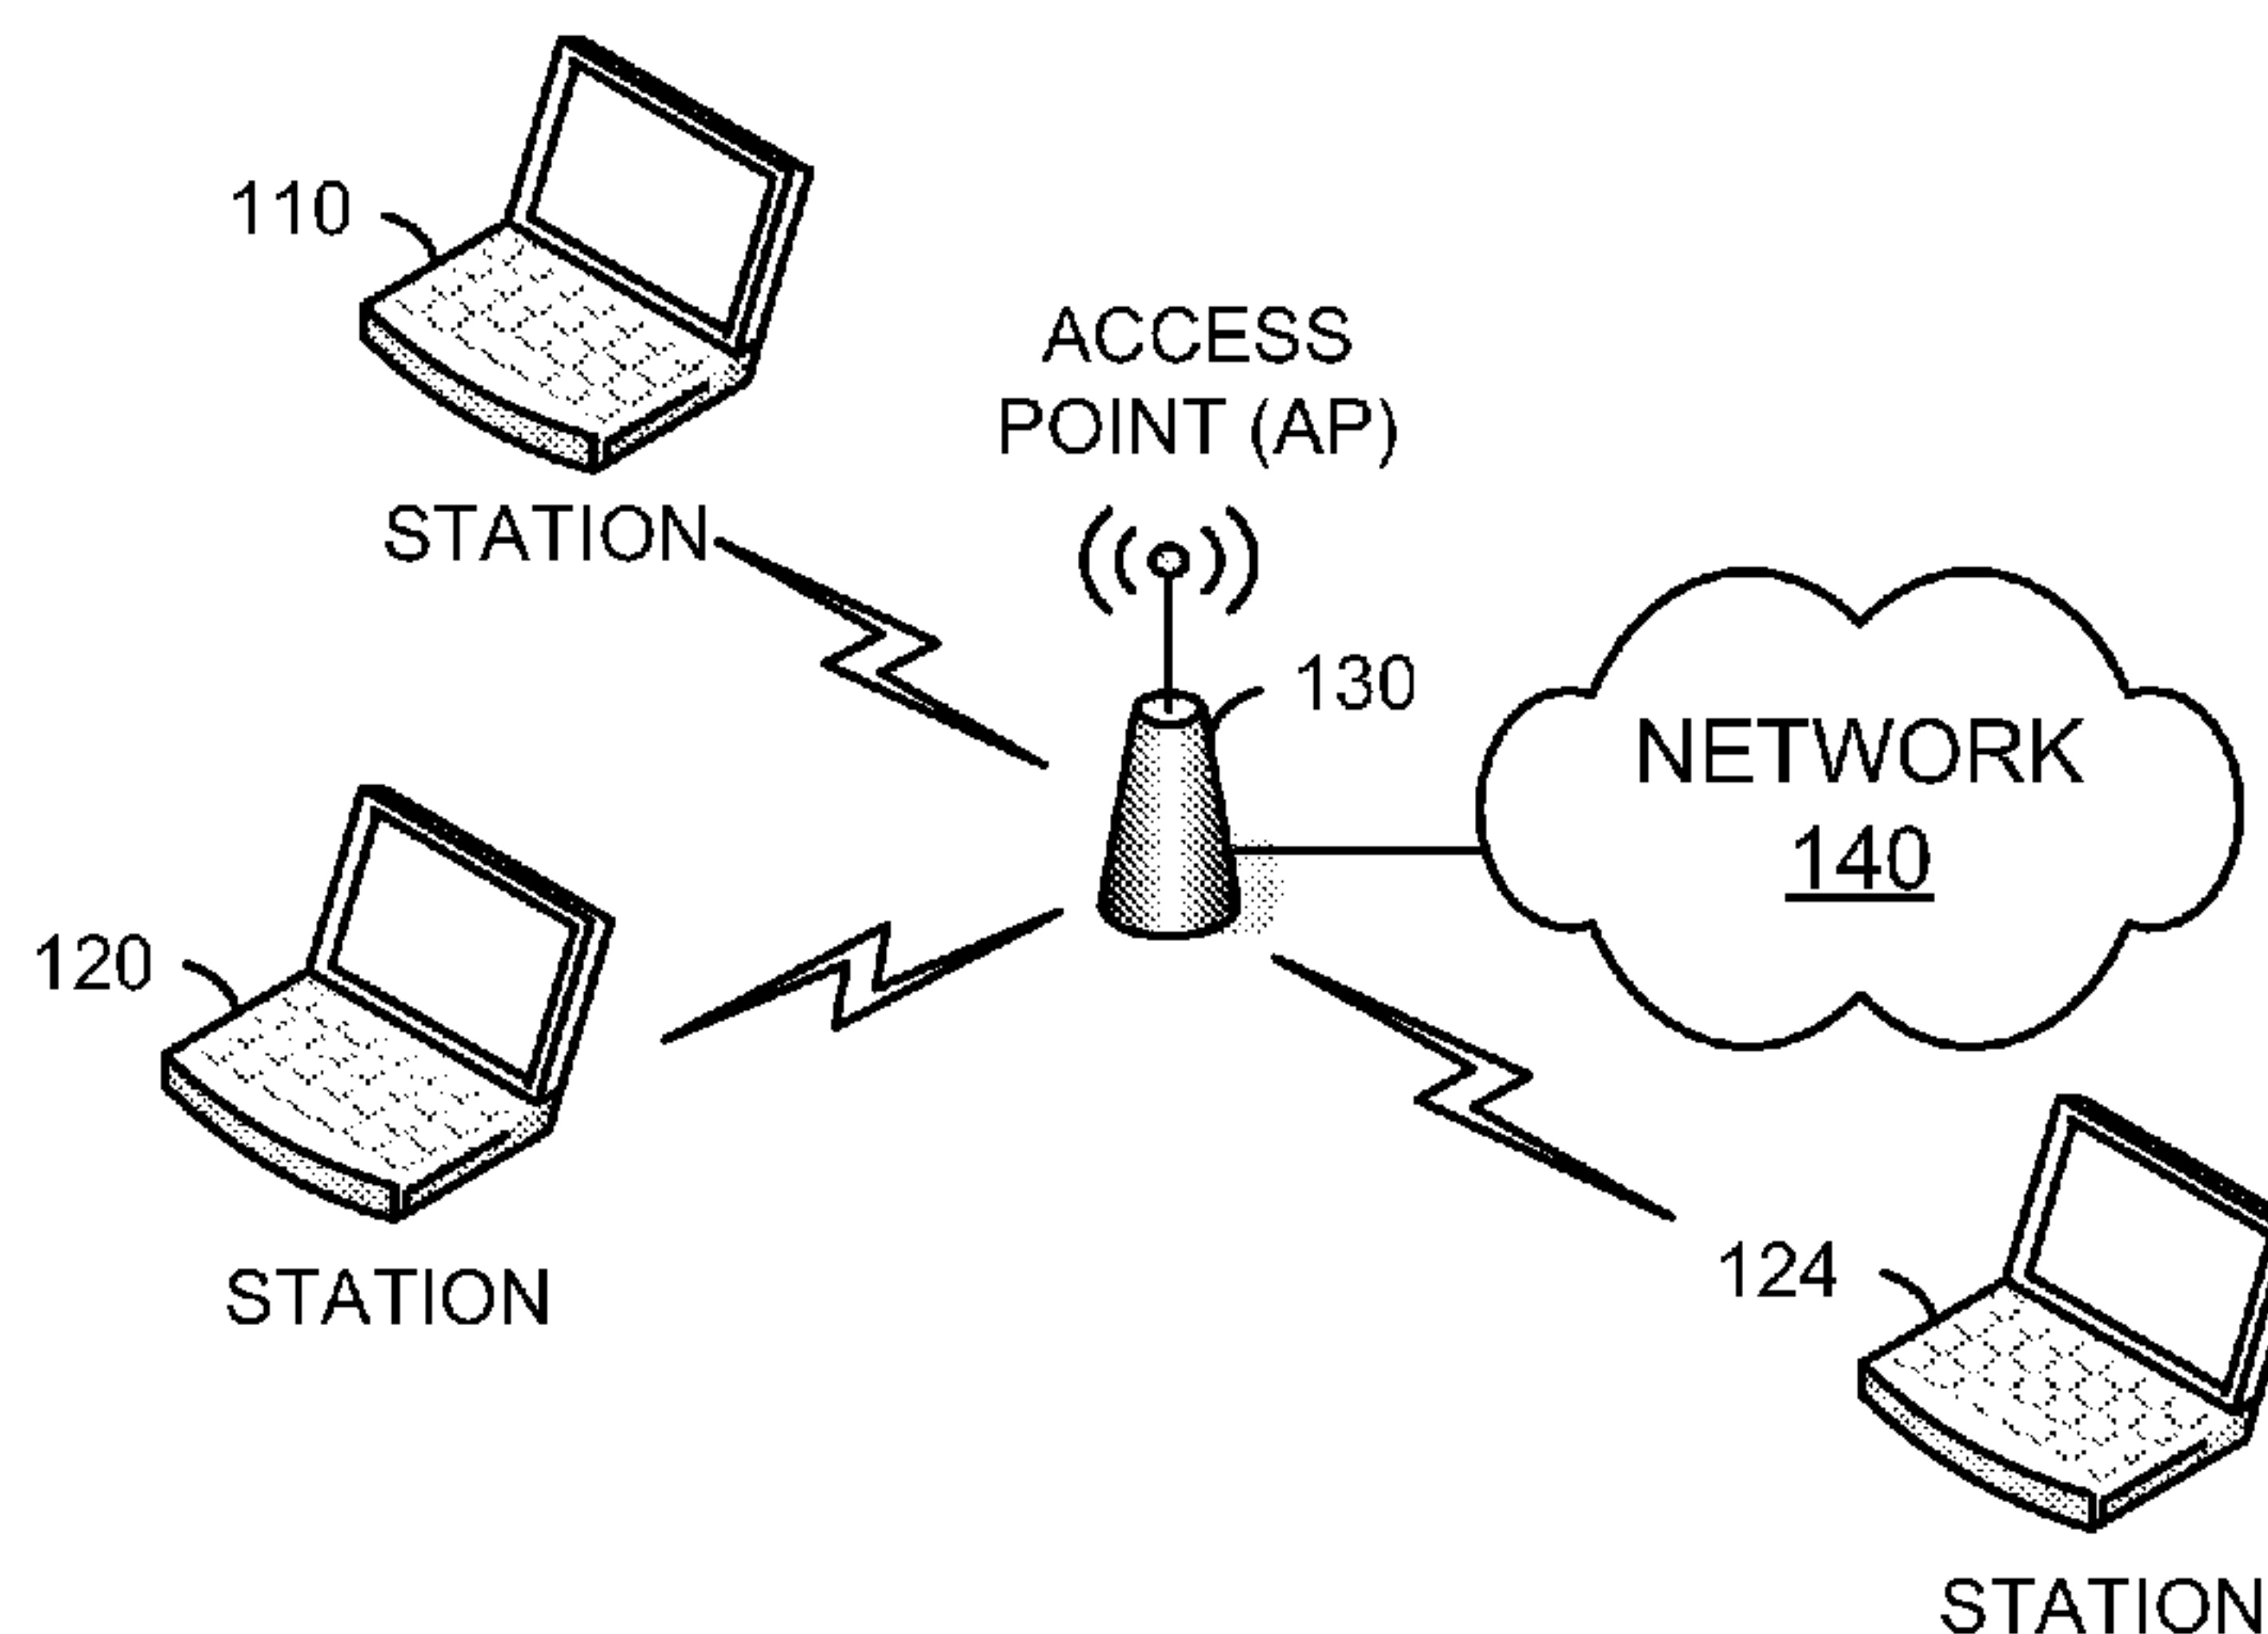 110
STATION
ACCESS
POINT (AP)
130
NETWORK
140
120
STATION
124
STATION